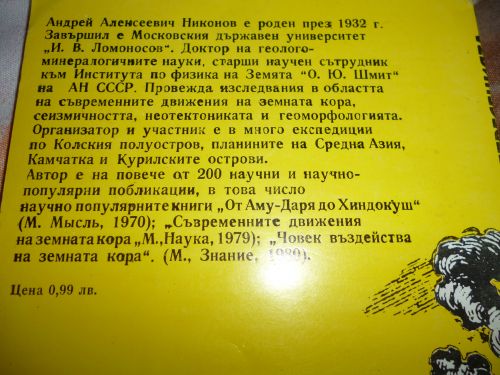 Андрей Алексеевич Никонов е роден през 1932 г.
Завършил е Московския държавен университет
„И. В. Ломоносов". Доктор на геолого-
минералогичните науки, старши научен сътрудник
към Института по физика на Земята "О. Ю. Шмит"
на АН СССР. Провежда изследвания в областта
на съвременните движения на земната кора,
сеизмичността, неотектониката и геоморфологията.
Организатор и участник е в много експедиции
по Колския полуостров, планините на Средна Азия,
Камчатка и Курилските острови.
Автор е на повече от 200 научни и научно-
популярни побликации, в това число
научно популярните книги „От Аму-Даря до Хиндокуш"
(М. Мысль, 1970); „Съвременните движения
на земната кора „М.,Наука, 1979); „Човек въздейства
на земната кора". (М., Знание, 1980).
Цена 0,99 лв.